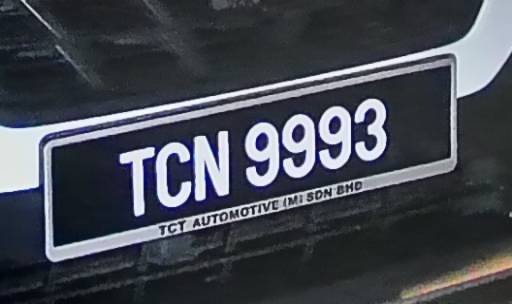 TCN 9993
TCT AUTOMOTIVE (M) SDN BHD